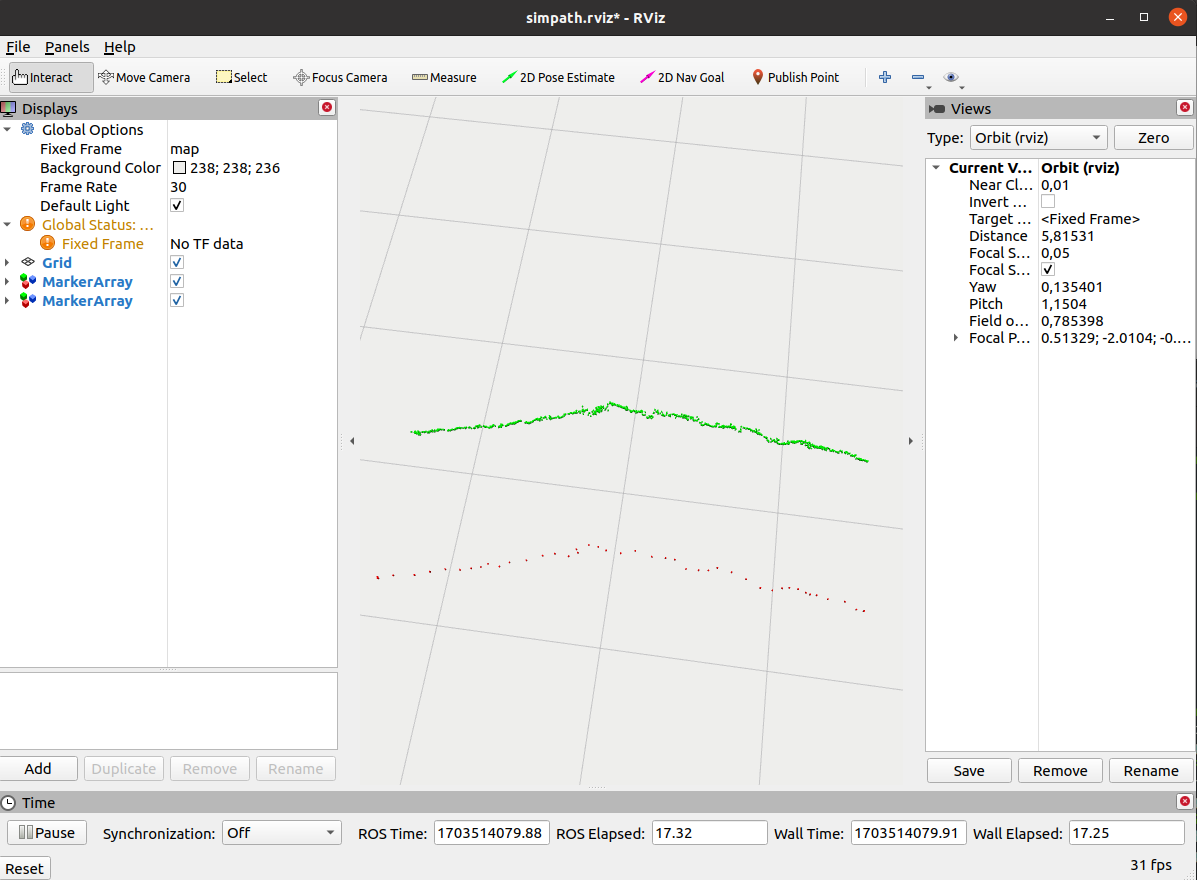 simpath.rviz* - RViz
File Panels Help
Interact Move Camera Select Focus Camera Measure 2D Pose Estimate 2D Nav Goal Publish Point
Displays
Global Options
Fixed Frame map
Background Color 238; 238; 236
Frame Rate 30
Default Light
Global Status: ...
Fixed Frame No TF data
Grid
MarkerArray
MarkerArray
Add Duplicate Remove Rename
Views
Type: Orbit (rviz) Zero
Current V... Orbit (rviz)
Near Cl... 0,01
Invert ...
Target ... <Fixed Frame>
Distance 5,81531
Focal S... 0,05
Focal S...
Yaw 0,135401
Pitch 1,1504
Field o... 0,785398
Focal P... 0.51329; -2.0104; -0....
Save Remove Rename
Time
Pause Synchronization: Off ROS Time: 1703514079.88 ROS Elapsed: 17.32 Wall Time: 1703514079.91 Wall Elapsed: 17.25
Reset 31 fps